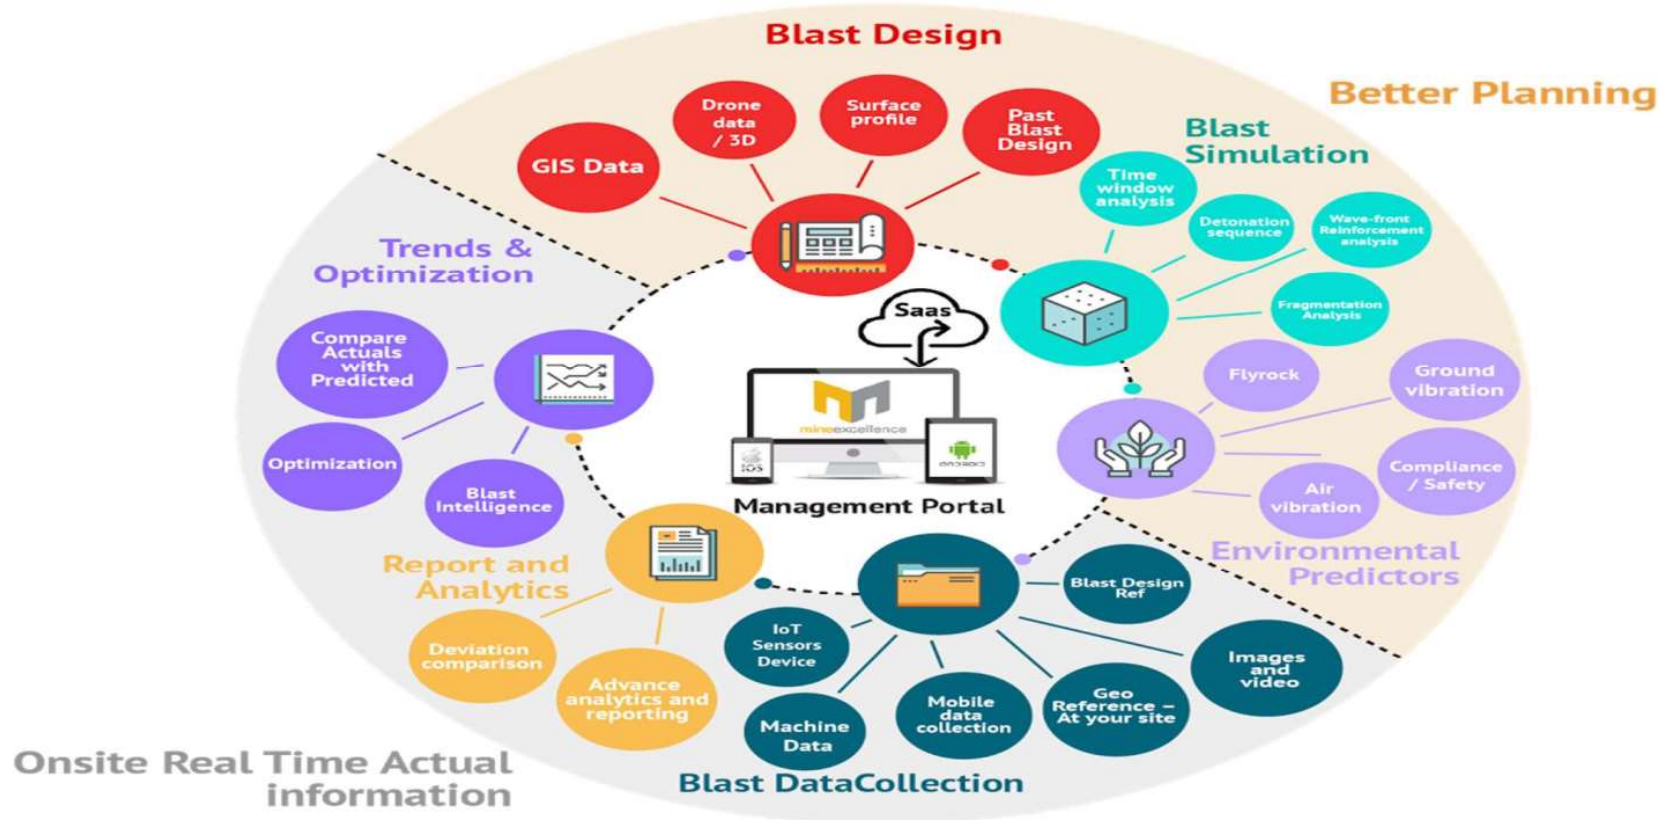 Blast Design
Better Planning
Drone
data
/ 3D
Surface
profile
Past
Blast
Design
GIS Data
Blast
Simulation
Time
window
analysis
Detonation
sequence
Wave-front
Reinforcement
analysis
Fragmentation
Analysis
Trends &
Optimization
Compare
Actuals
with
Predicted
Optimization
Blast
Intelligence
Saas
mineexcellence
iOS
ANDROID
Management Portal
Flyrock
Ground
vibration
Compliance
/ Safety
Air
vibration
Environmental
Predictors
Report and
Analytics
Deviation
comparison
Advance
analytics and
reporting
Blast Design
Ref
IoT
Sensors
Device
Machine
Data
Mobile
data
collection
Geo
Reference –
At your site
Images
and
video
Blast DataCollection
Onsite Real Time Actual
information